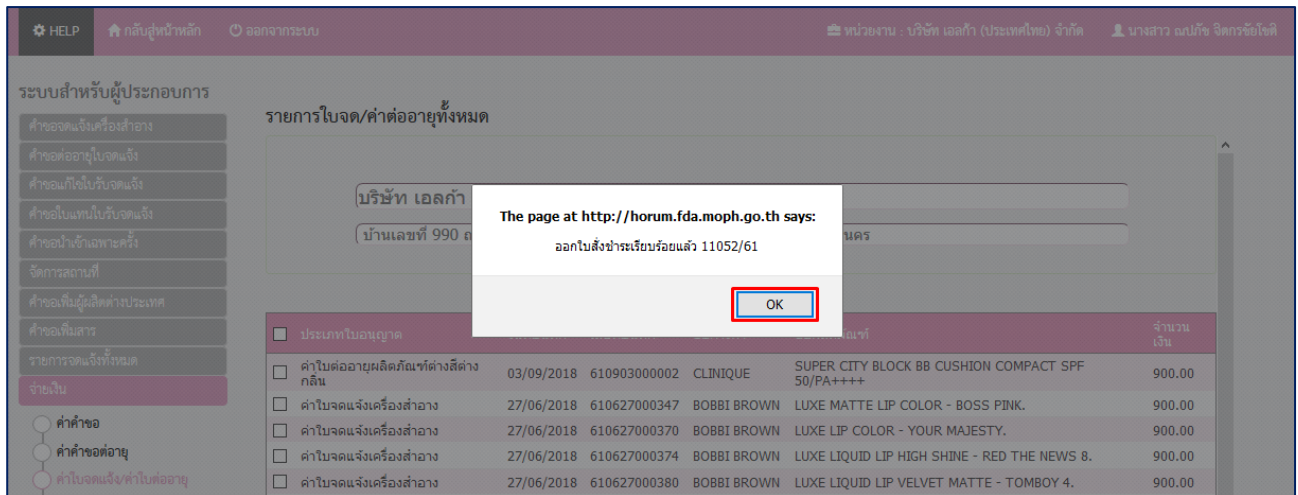 HELP กลับสู่หน้าหลัก ออกจากระบบ หน่วยงาน : บริษัท เอลก้า (ประเทศไทย) จำกัด นางสาว ณปภัช จิตกรชัยโชติ
ระบบสำหรับผู้ประกอบการ
รายการใบจด/ค่าต่ออายุทั้งหมด
คำขอจดแจ้งเครื่องสำอาง
คำขอต่ออายุใบจดแจ้ง
คำขอแก้ไขใบรับจดแจ้ง
คำขอใบแทนใบรับจดแจ้ง
คำขอนำเข้าเฉพาะครั้ง
จัดการสถานที่
คำขอเพิ่มผู้ผลิตต่างประเทศ
คำขอเพิ่มสาร
รายการจดแจ้งทั้งหมด
จ่ายเงิน
ค่าคำขอ
ค่าคำขอต่ออายุ
ค่าใบจดแจ้ง/ค่าใบต่ออายุ
บริษัท เอลก้า
บ้านเลขที่ 990 ถ นคร
The page at http://horum.fda.moph.go.th says:
ออกใบสั่งชำระเรียบร้อยแล้ว 11052/61
OK
ประเภทใบอนุญาต จำนวน
เงิน
ค่าใบต่ออายุผลิตภัณฑ์ต่างสีต่าง
กลิ่น 03/09/2018 610903000002 CLINIQUE SUPER CITY BLOCK BB CUSHION COMPACT SPF
50/PA++++ 900.00
ค่าใบจดแจ้งเครื่องสำอาง 27/06/2018 610627000347 BOBBI BROWN LUXE MATTE LIP COLOR - BOSS PINK. 900.00
ค่าใบจดแจ้งเครื่องสำอาง 27/06/2018 610627000370 BOBBI BROWN LUXE LIP COLOR - YOUR MAJESTY. 900.00
ค่าใบจดแจ้งเครื่องสำอาง 27/06/2018 610627000374 BOBBI BROWN LUXE LIQUID LIP HIGH SHINE - RED THE NEWS 8. 900.00
ค่าใบจดแจ้งเครื่องสำอาง 27/06/2018 610627000380 BOBBI BROWN LUXE LIQUID LIP VELVET MATTE - TOMBOY 4. 900.00